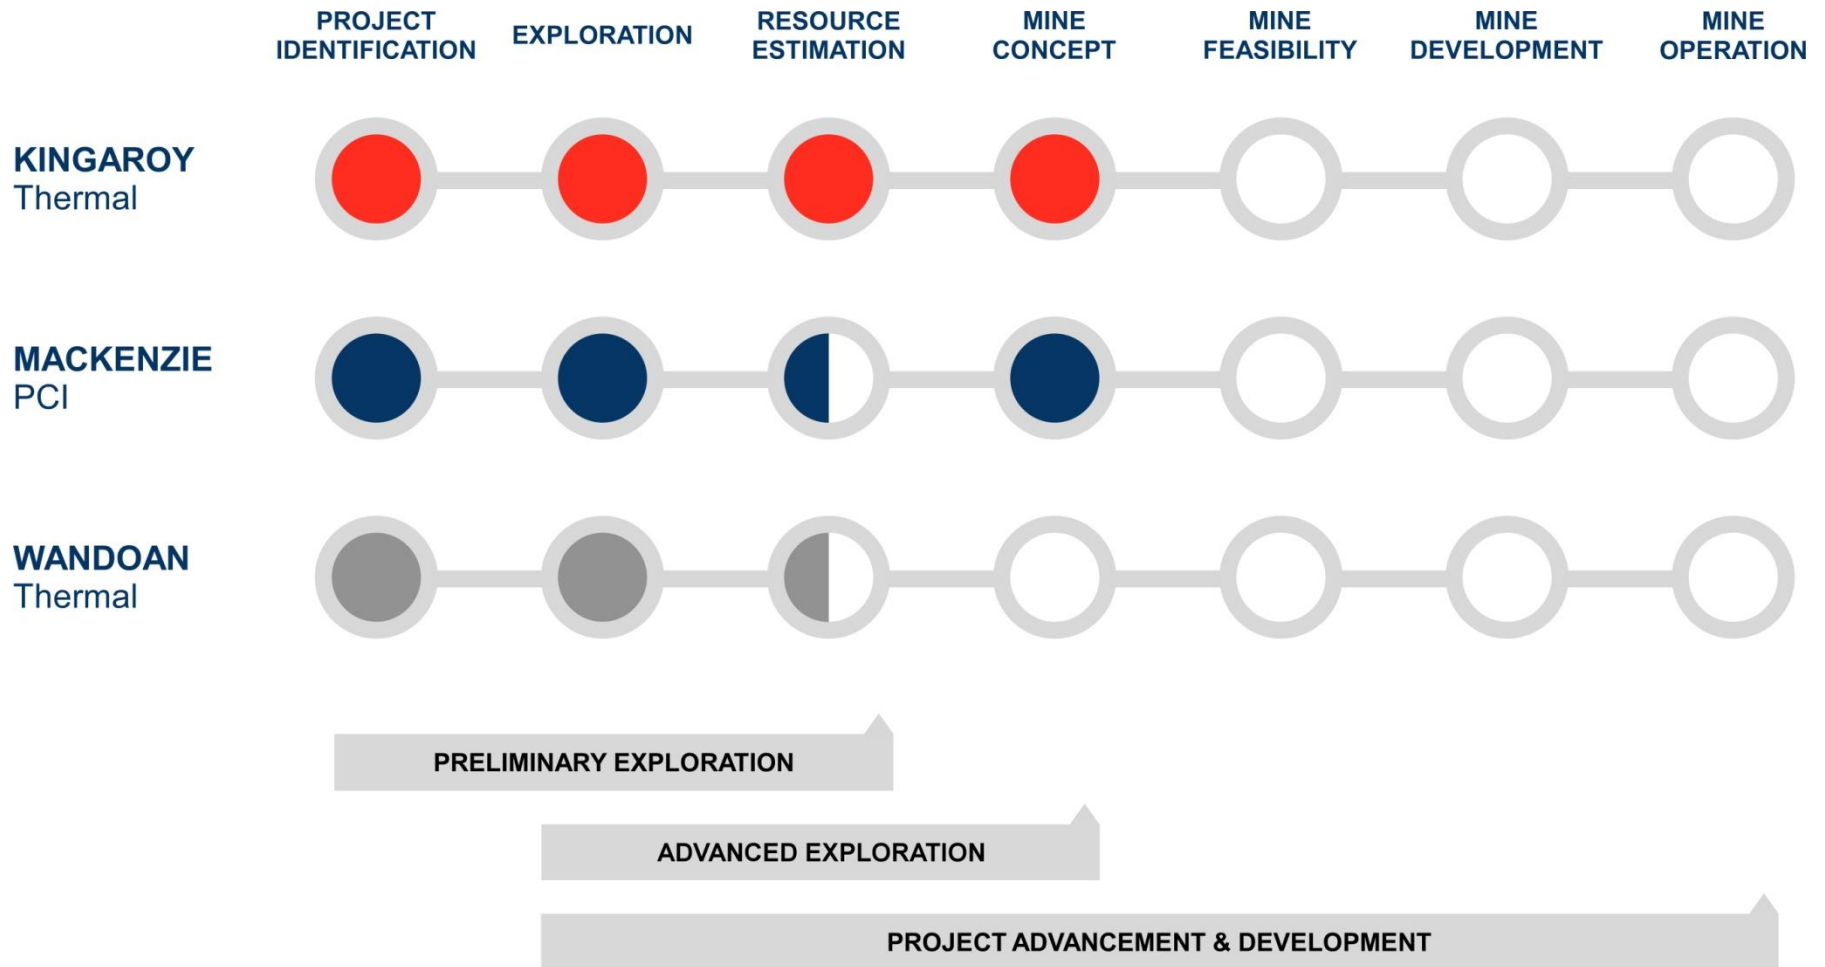 PROJECT
IDENTIFICATION
EXPLORATION
RESOURCE
ESTIMATION
MINE
CONCEPT
MINE
FEASIBILITY
MINE
DEVELOPMENT
MINE
OPERATION
KINGAROY
Thermal
MACKENZIE
PCI
WANDOAN
Thermal
PRELIMINARY EXPLORATION
ADVANCED EXPLORATION
PROJECT ADVANCEMENT & DEVELOPMENT